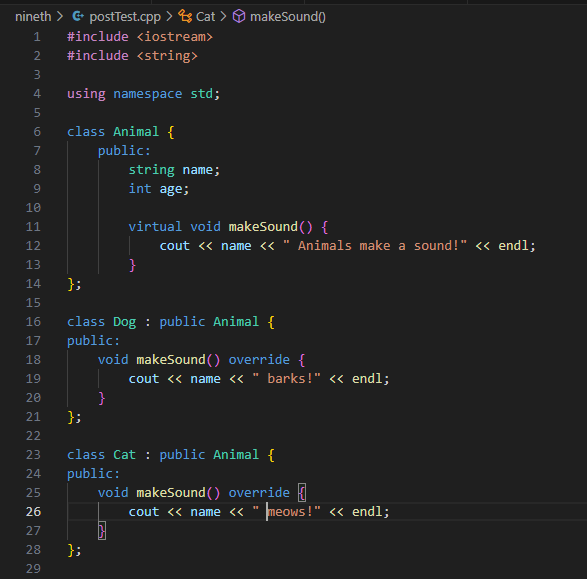 nineth > postTest.cpp > Cat > makeSound()
1 #include <iostream>
2 #include <string>
3
4 using namespace std;
5
6 class Animal {
7 public:
8 string name;
9 int age;
10
11 virtual void makeSound() {
12 cout << name << " Animals make a sound!" << endl;
13 }
14 };
15
16 class Dog : public Animal {
17 public:
18 void makeSound() override {
19 cout << name << " barks!" << endl;
20 }
21 };
22
23 class Cat : public Animal {
24 public:
25 void makeSound() override {
26 cout << name << " meows!" << endl;
27 }
28 };
29